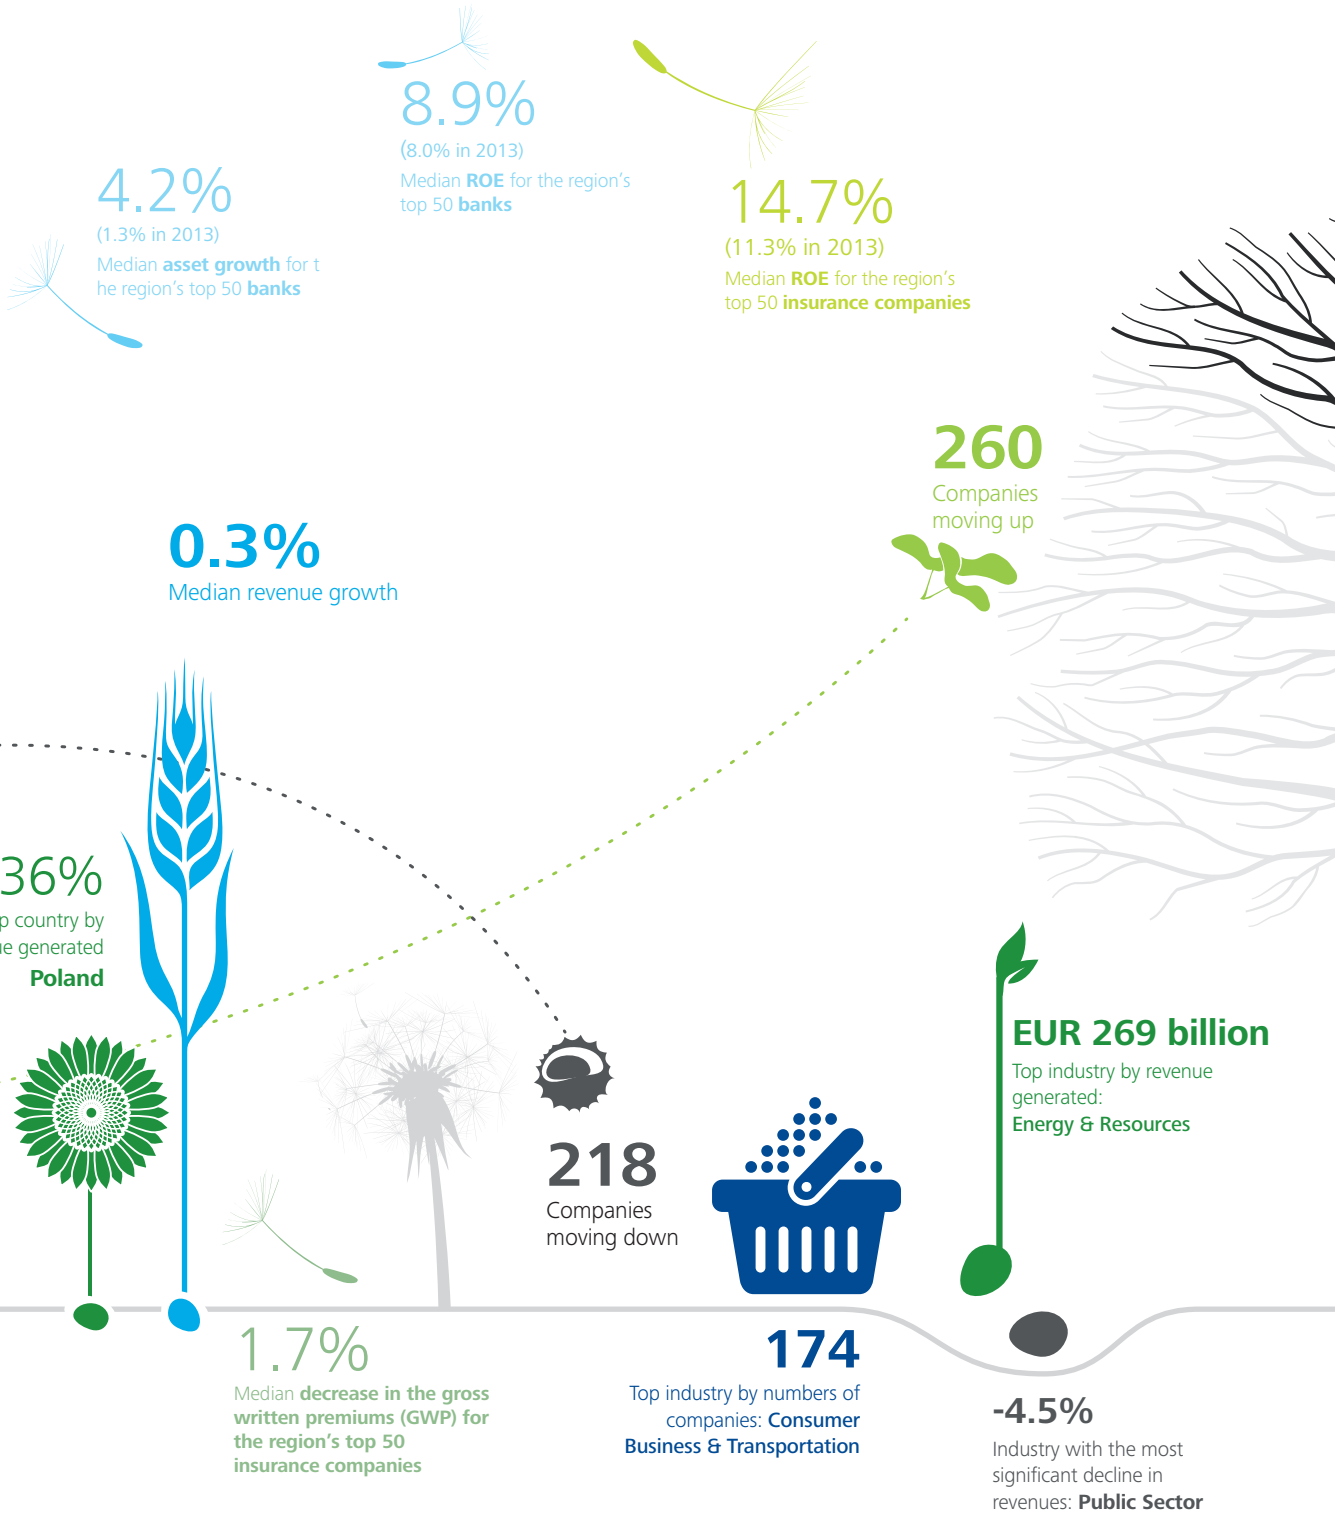 8.9%
(8.0% in 2013)
Median ROE for the region's
top 50 banks
4.2%
(1.3% in 2013)
Median asset growth for t
he region's top 50 banks
14.7%
(11.3% in 2013)
Median ROE for the region's
top 50 insurance companies
260
Companies
moving up
0.3%
Median revenue growth
36%
country by
generated
Poland
EUR 269 billion
Top industry by revenue
generated:
Energy & Resources
218
Companies
moving down
1.7%
Median decrease in the gross
written premiums (GWP) for
the region's top 50
insurance companies
174
Top industry by numbers of
companies: Consumer
Business & Transportation
-4.5%
Industry with the most
significant decline in
revenues: Public Sector